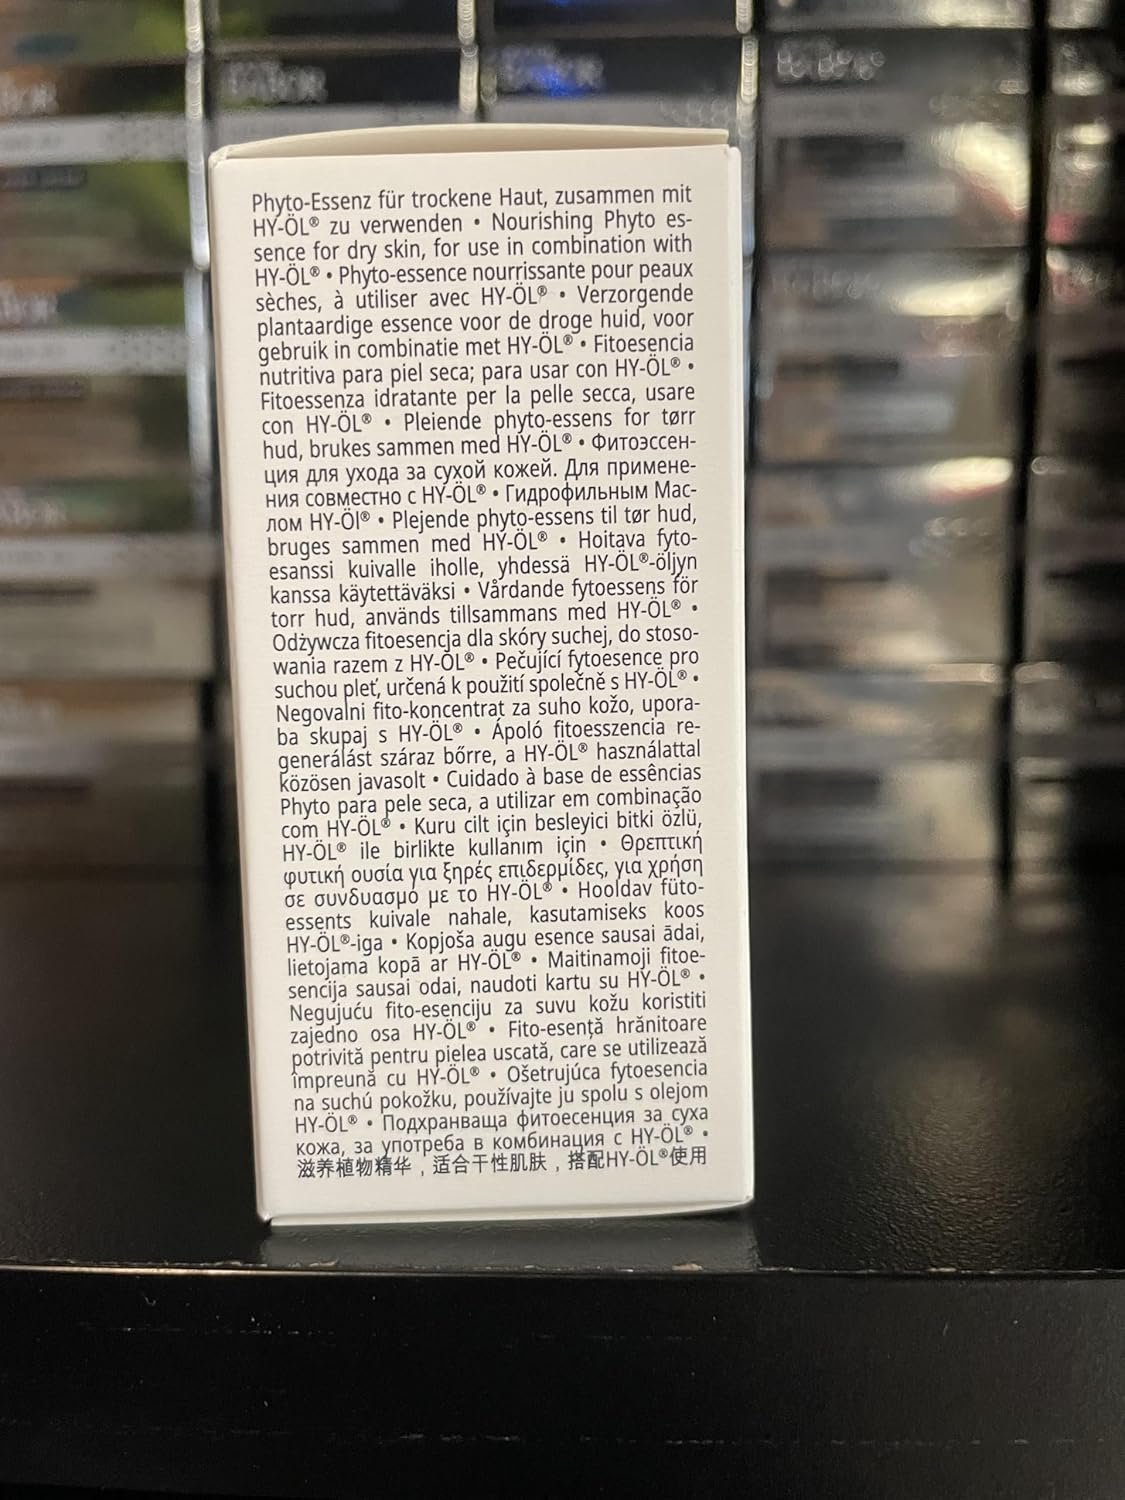 Phyto-Essenz für trockene Haut, zusammen mit
HY-ÖL® zu verwenden • Nourishing Phyto es-
sence for dry skin, for use in combination with
HY-ÖL® • Phyto-essence nourrissante pour peaux
sèches, à utiliser avec HY-ÖL® • Verzorgende
plantaardige essence voor de droge huid, voor
gebruik in combinatie met HY-ÖL® • Fitoesencia
nutritiva para piel seca; para usar con HY-ÖL® •
Fitoessenza idratante per la pelle secca, usare
con HY-ÖL® • Pleiende phyto-essens for tørr
hud, brukes sammen med HY-ÖL® • Фитоэссен-
ция для ухода за сухой кожей. Для примене-
ния совместно с HY-ÖL® • Гидрофильным Мас-
лом HY-Öl® • Plejende phyto-essens til tør hud,
bruges sammen med HY-ÖL® • Hoitava fyto-
esanssi kuivalle iholle, yhdessä HY-ÖL®-öljyn
kanssa käytettäväksi • Vårdande fytoessens för
torr hud, används tillsammans med HY-ÖL® •
Odżywcza fitoesencja dla skóry suchej, do stoso-
wania razem z HY-ÖL® • Pečující fytoesence pro
suchou pleť, určená k použití společně s HY-ÖL® •
Negovalni fito-koncentrat za suho kožo, upora-
ba skupaj s HY-ÖL® • Ápoló fitoesszencia re-
generálást száraz bőrre, a HY-ÖL® használattal
közösen javasolt • Cuidado à base de essências
Phyto para pele seca, a utilizar em combinação
com HY-ÖL® • Kuru cilt için besleyici bitki özlü,
HY-ÖL® ile birlikte kullanım için • Θρεπτική
φυτική ουσία για ξηρές επιδερμίδες, για χρήση
σε συνδυασμό με το HY-ÖL® • Hooldav füto-
essents kuivale nahale, kasutamiseks koos
HY-ÖL®-iga • Kopjoša augu esence sausai ādai,
lietojama kopā ar HY-ÖL® • Maitinamoji fitoe-
sencija sausai odai, naudoti kartu su HY-ÖL® •
Negujuću fito-esenciju za suvu kožu koristiti
zajedno osa HY-ÖL® • Fito-esență hrănitoare
potrivită pentru pielea uscată, care se utilizează
împreună cu HY-ÖL® • Ošetrujúca fytoesencia
na suchú pokožku, používajte ju spolu s olejom
HY-ÖL® • Подхранваща фитоесенция за суха
кожа, за употреба в комбинация с HY-ÖL® •
滋养植物精华，适合干性肌肤，搭配HY-ÖL®使用